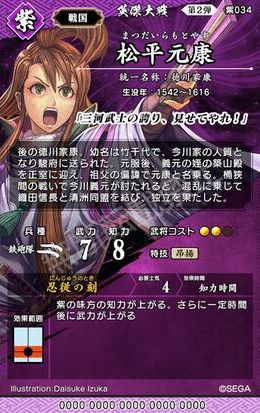 紫
戦国
英傑大戦
第2弾
紫034
まつだいらもとやす
松平元康
統一名称:徳川家康
生没年:1542～1616
「三河武士の誇り、見せてやれ!」
後の徳川家康、幼名は竹千代で、今川家の人質と
なり駿府に送られた。元服後、義元の姪の築山殿
を正室に迎え、祖父の偏諱で元康と名乗る。桶狭
間の戦いで今川義元が討たれると、混乱に乗じて
織田信長と清洲同盟を結び、独立を果たした。
兵種 武力 知力 武将コスト
鉄砲隊 7 8 特技 昂揚
にんじゅうのとき 必要士気 効果時間
忍従の刻 4 知力時間
効果範囲
紫の味方の知力が上がる。さらに一定時間
後に武力が上がる
Illustration:Daisuke Izuka
©SEGA
0000-0000-0000-0000-0000